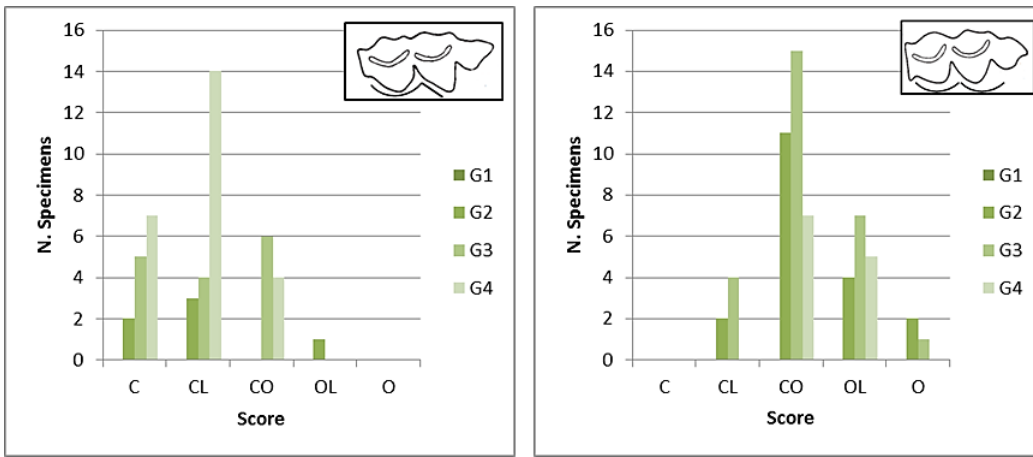 16
14
12
10
8
6
4
2
0
N. Specimens
C CL CO OL O
Score
G1
G2
G3
G4
16
14
12
10
8
6
4
2
0
N. Specimens
C CL CO OL O
Score
G1
G2
G3
G4